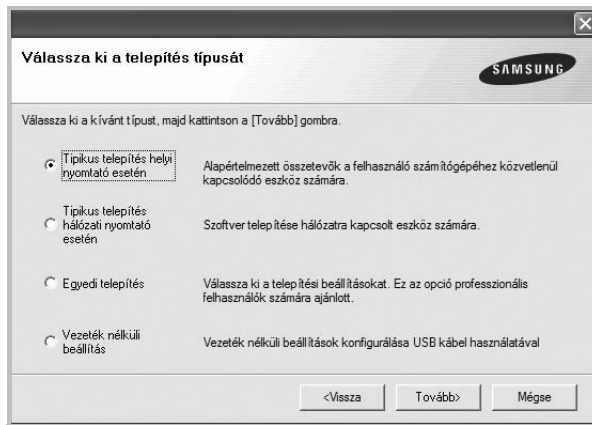 Válassza ki a telepítés típusát
SAMSUNG
Válassza ki a kívánt típust, majd kattintson a [Tovább] gombra.
Tipikus telepítés helyi
nyomtató esetén
Alapértelmezett összetevők a felhasználó számítógépéhez közvetlenül
kapcsolódó eszköz számára.
Tipikus telepítés
hálózati nyomtató
esetén
Szoftver telepítése hálózatra kapcsolt eszköz számára.
Egyedi telepítés
Válassza ki a telepítési beállításokat. Ez az opció professzionális
felhasználók számára ajánlott.
Vezeték nélküli
beállítás
Vezeték nélküli beállítások konfigurálása USB kábel használatával
<Vissza
Tovább>
Mégse